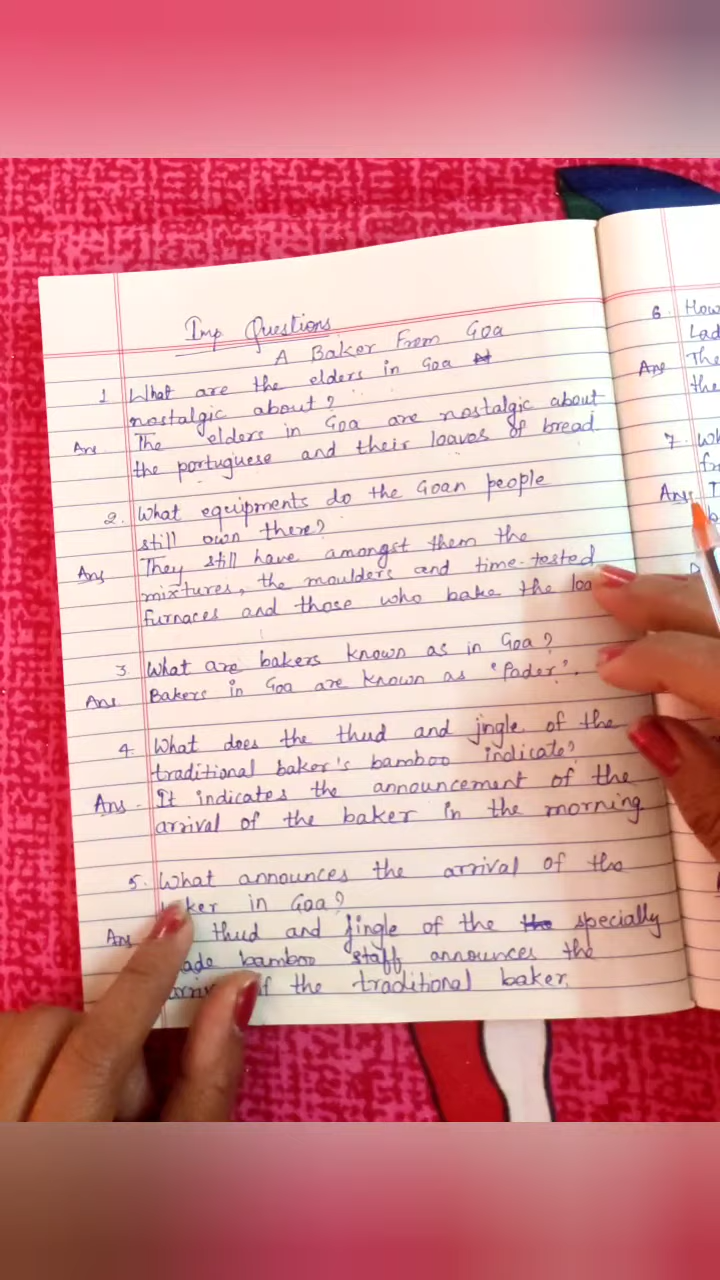 Imp Questions
A Baker From Goa
1 What are the elders in Goa
nostalgic about?
Ans The elders in Goa are nostalgic about
the portuguese and their loaves of bread.
2. What equipments do the Goan people
still own there?
Ans They still have amongst them the
mixtures, the moulders and time-tested
furnaces and those who bake the
3. What are bakers known as in Goa?
Ans Bakers in Goa are known as "Pader".
4. What does the thud and jingle of the
traditional baker's bamboo indicate?
Ans - It indicates the announcement of the
arrival of the baker in the morning
5. What announces the arrival of the
in Goa?
Ans thud and jingle of the the specially
bamboo staff announces the
of the traditional baker.
6. How
Lad
Ans The
the
7. Wh
Ans